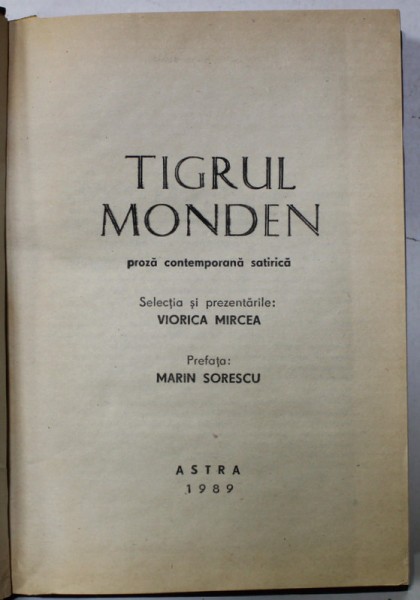 TIGRUL
MONDEN
proză contemporană satirică
Selecția și prezentările:
VIORICA MIRCEA
Prefața:
MARIN SORESCU
ASTRA
1989